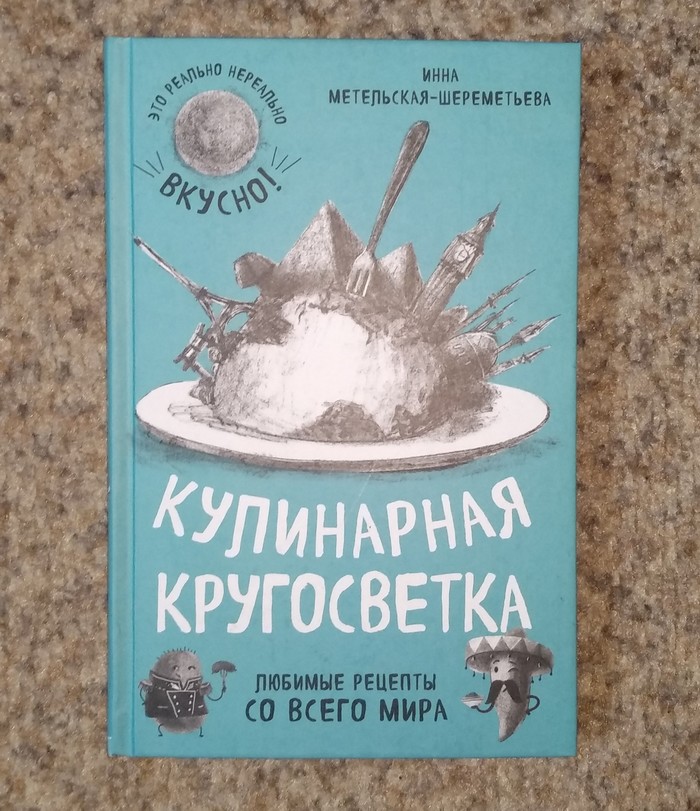 ЭТО РЕАЛЬНО НЕРЕАЛЬНО
ВКУСНО!
ИННА
МЕТЕЛЬСКАЯ-ШЕРЕМЕТЬЕВА
КУЛИНАРНАЯ
КРУГОСВЕТКА
ЛЮБИМЫЕ РЕЦЕПТЫ
СО ВСЕГО МИРА